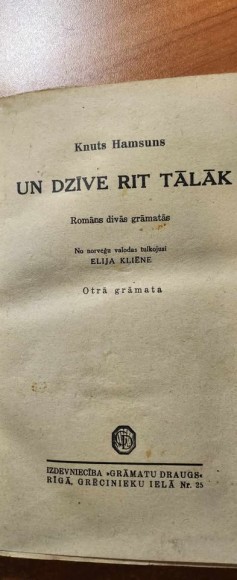 Knuts Hamsuns
UN DZĪVE RIT TĀLĀK
Romāns divās grāmatās
No norvēģu valodas tulkojusi
ELIJA KLIĒNE
Otrā grāmata
GD
IZDEVNIECĪBA «GRĀMATU DRAUGS»
RĪGĀ, GRĒCINIEKU IELĀ Nr. 25